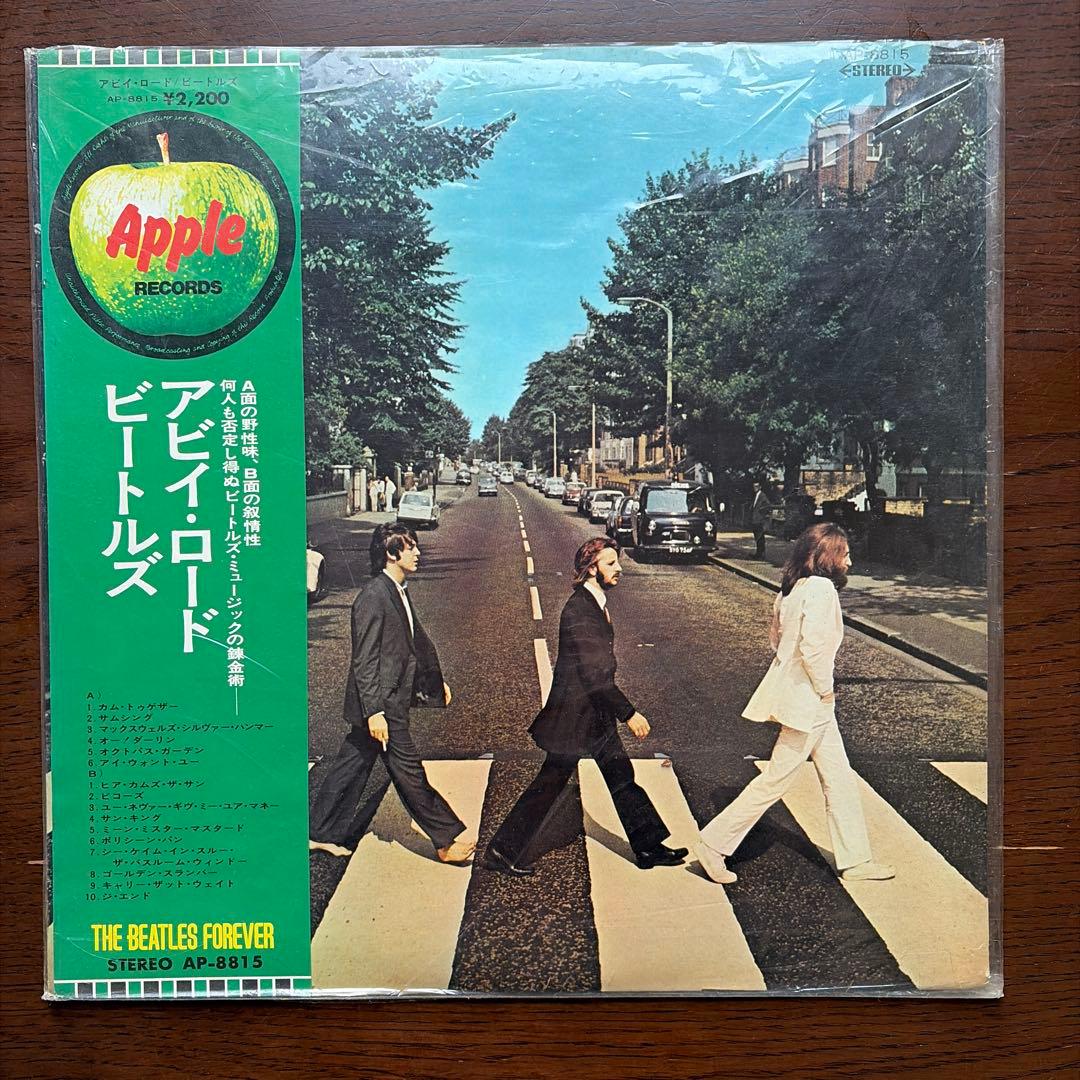 アビイ・ロード/ビートルズ
AP-8815 ¥2,200
Apple
RECORDS
アビイ・ロード
ビートルズ
A面の野性味、B面の叙情性
何人も否定し得ぬビートルズ・ミュージックの錬金術—
A)
1. カム・トゥゲザー
2. サムシング
3. マックスウェルズ・シルヴァー・ハンマー
4. オー!ダーリン
5. オクトパス・ガーデン
6. アイ・ウォント・ユー
B)
1. ヒア・カムズ・ザ・サン
2. ビコーズ
3. ユー・ネヴァー・ギヴ・ミー・ユア・マネー
4. サン・キング
5. ミーン・ミスター・マスタード
6. ポリシーン・パン
7. シー・ケイム・イン・スルー・
ザ・バスルーム・ウィンドー
8. ゴールデン・スランバー
9. キャリー・ザット・ウェイト
10. ジ・エンド
THE BEATLES FOREVER
STEREO AP-8815
AP-8815
STEREO